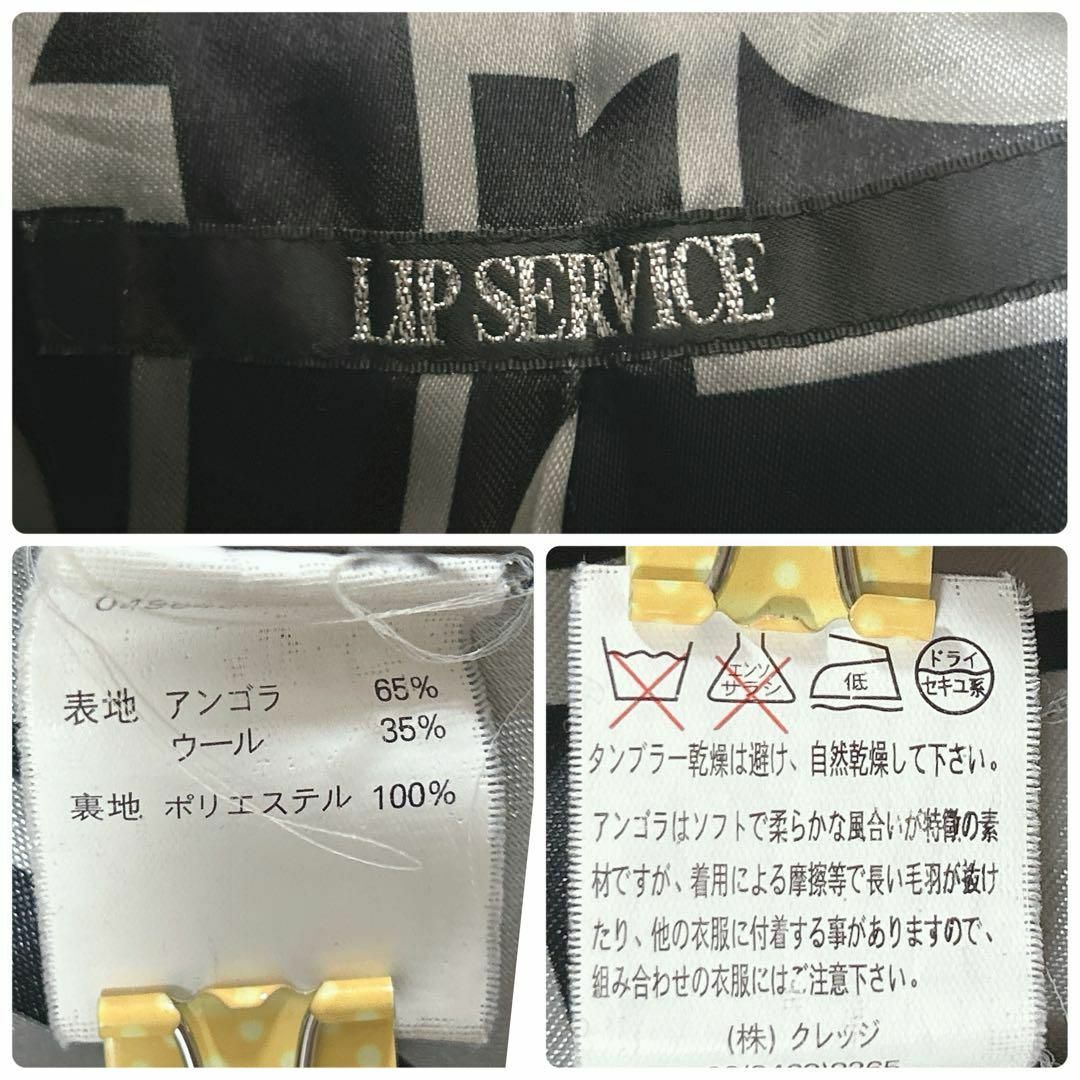 LIP SERVICE
表地 アンゴラ 65%
ウール 35%
裏地 ポリエステル 100%
エンソ
サラシ
低
ドライ
セキユ系
タンブラー乾燥は避け、自然乾燥して下さい。
アンゴラはソフトで柔らかな風合いが特徴の素
材ですが、着用による摩擦等で長い毛羽が抜け
たり、他の衣服に付着する事がありますので、
組み合わせの衣服にはご注意下さい。
(株) クレッジ